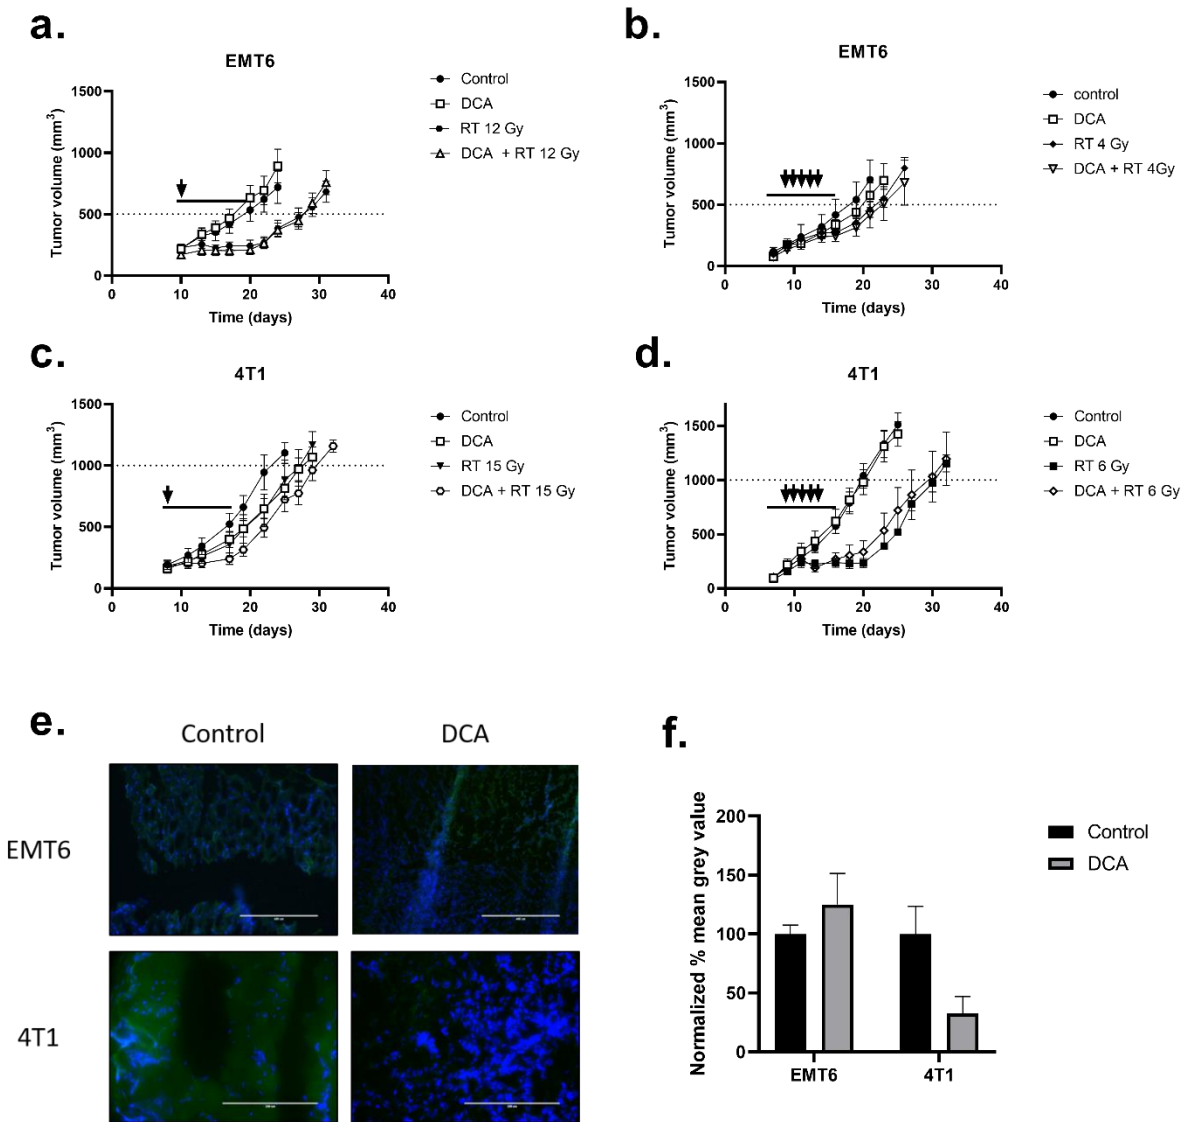 a.
EMT6
Tumor volume (mm³)
1500
1000
500
0
0 10 20 30 40
Time (days)
Control
DCA
RT 12 Gy
DCA + RT 12 Gy
b.
EMT6
Tumor volume (mm³)
1500
1000
500
0
0 10 20 30 40
Time (days)
control
DCA
RT 4 Gy
DCA + RT 4Gy
c.
4T1
Tumor volume (mm³)
1500
1000
500
0
0 10 20 30 40
Time (days)
Control
DCA
RT 15 Gy
DCA + RT 15 Gy
d.
4T1
Tumor volume (mm³)
1500
1000
500
0
0 10 20 30 40
Time (days)
Control
DCA
RT 6 Gy
DCA + RT 6 Gy
e.
Control DCA
EMT6
4T1
f.
Normalized % mean grey value
200
150
100
50
0
EMT6 4T1
Control
DCA